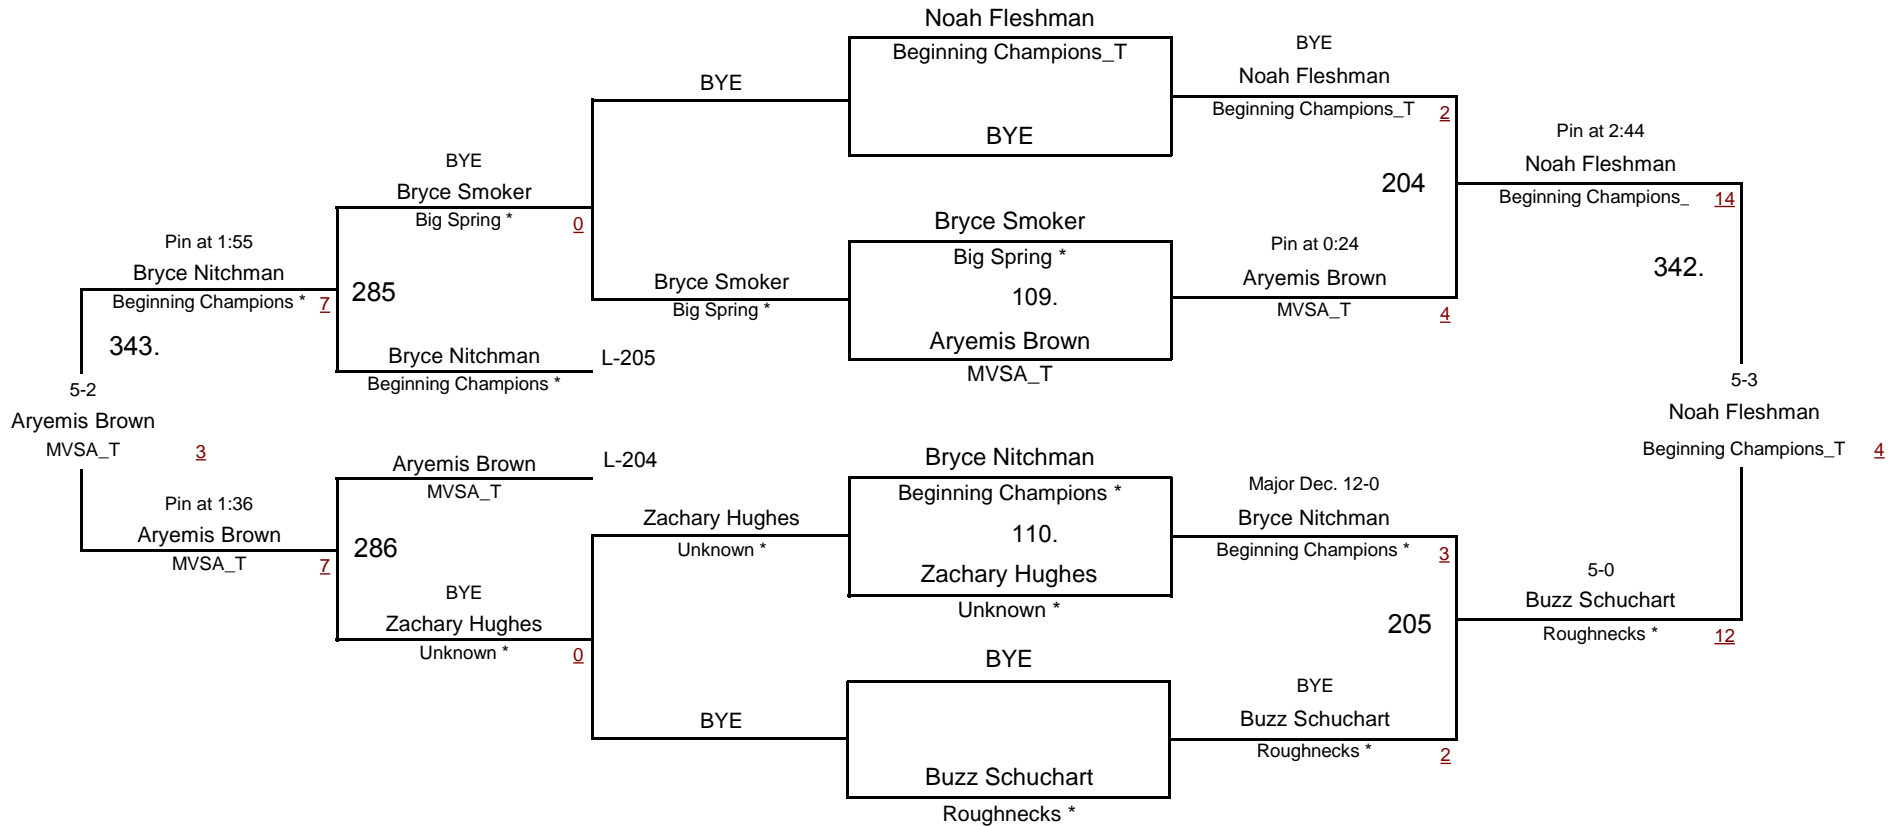 Noah Fleshman
Beginning Champions_T
BYE
BYE
Noah Fleshman
Beginning Champions_T 2
BYE
Pin at 2:44
Noah Fleshman
Beginning Champions_ 14
204
BYE
Bryce Smoker
Big Spring * 0
Bryce Smoker
Big Spring *
109.
Aryemis Brown
MVSA_T
Pin at 0:24
Aryemis Brown
MVSA_T 4
342.
Pin at 1:55
Bryce Nitchman
Beginning Champions * 7
285
Bryce Smoker
Big Spring *
343.
Bryce Nitchman L-205
Beginning Champions *
5-2
Aryemis Brown
MVSA_T 3
5-3
Noah Fleshman
Beginning Champions_T 4
Aryemis Brown L-204
MVSA_T
Bryce Nitchman
Beginning Champions *
110.
Zachary Hughes
Unknown *
Major Dec. 12-0
Bryce Nitchman
Beginning Champions * 3
Pin at 1:36
Aryemis Brown
MVSA_T 7
286
Zachary Hughes
Unknown *
BYE
Zachary Hughes
Unknown * 0
205
5-0
Buzz Schuchart
Roughnecks * 12
BYE
BYE
Buzz Schuchart
Roughnecks *
BYE
Buzz Schuchart
Roughnecks * 2